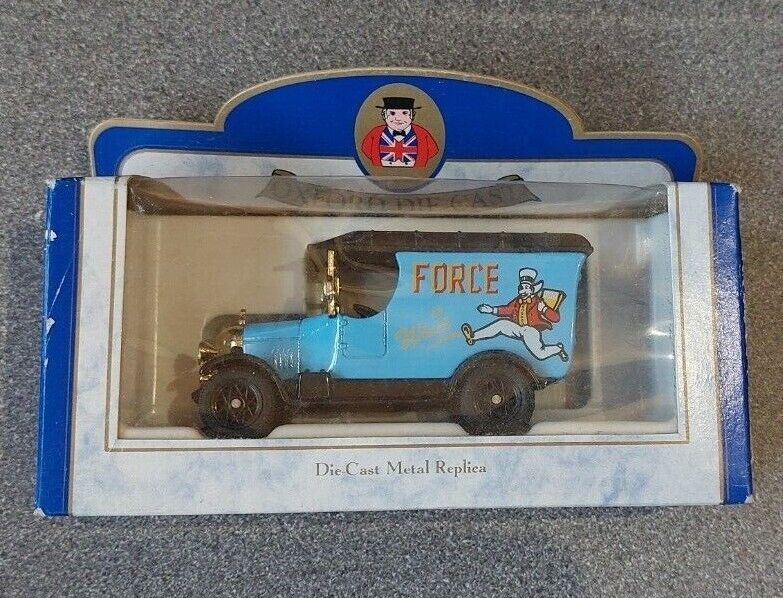 OXFORD DIE-CAST
FORCE
Die-Cast Metal Replica